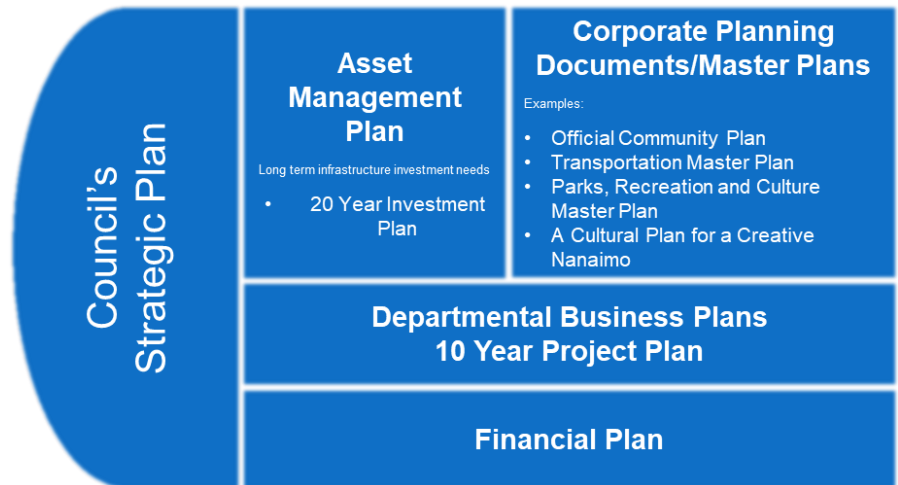 Council's
Strategic Plan
Asset
Management
Plan
Long term infrastructure investment needs
• 20 Year Investment
Plan
Corporate Planning
Documents/Master Plans
Examples:
• Official Community Plan
• Transportation Master Plan
• Parks, Recreation and Culture
Master Plan
• A Cultural Plan for a Creative
Nanaimo
Departmental Business Plans
10 Year Project Plan
Financial Plan